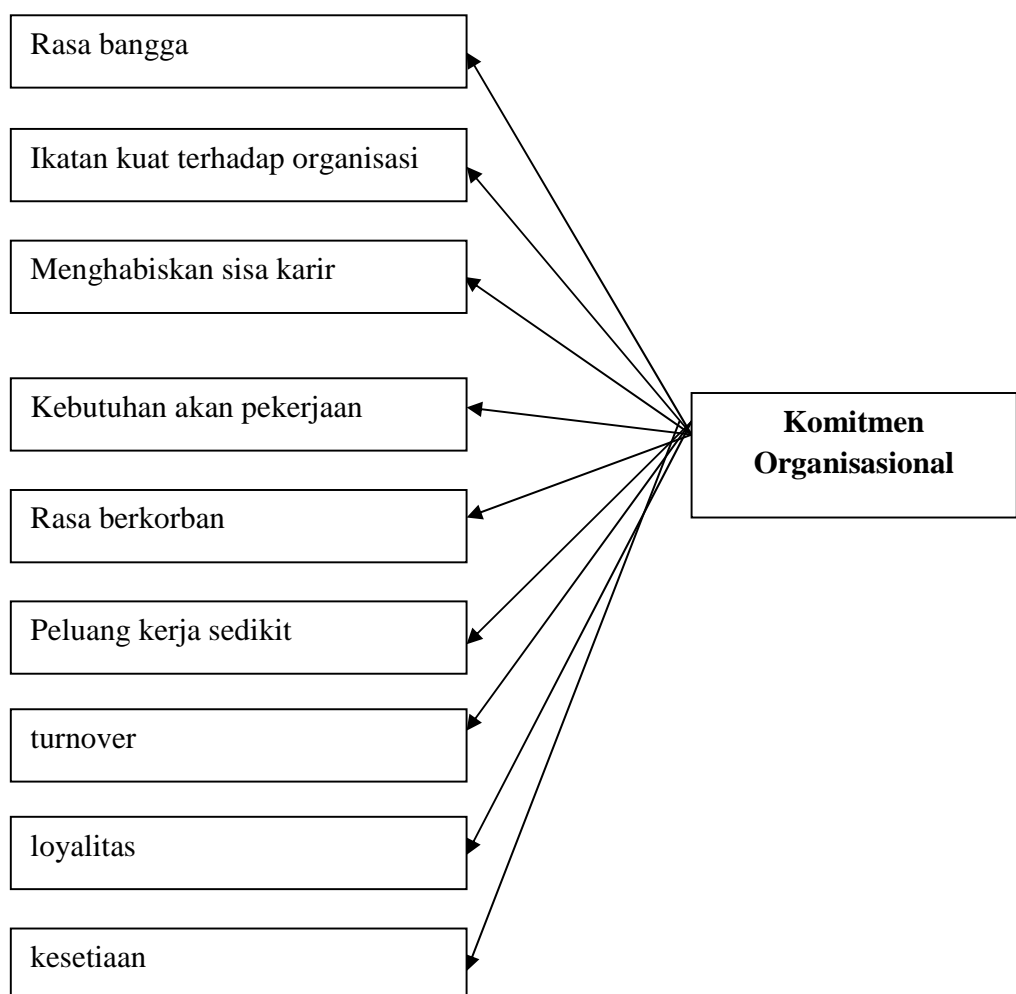 Rasa bangga
Ikatan kuat terhadap organisasi
Menghabiskan sisa karir
Kebutuhan akan pekerjaan
Rasa berkorban
Peluang kerja sedikit
turnover
loyalitas
kesetiaan
Komitmen
Organisasional